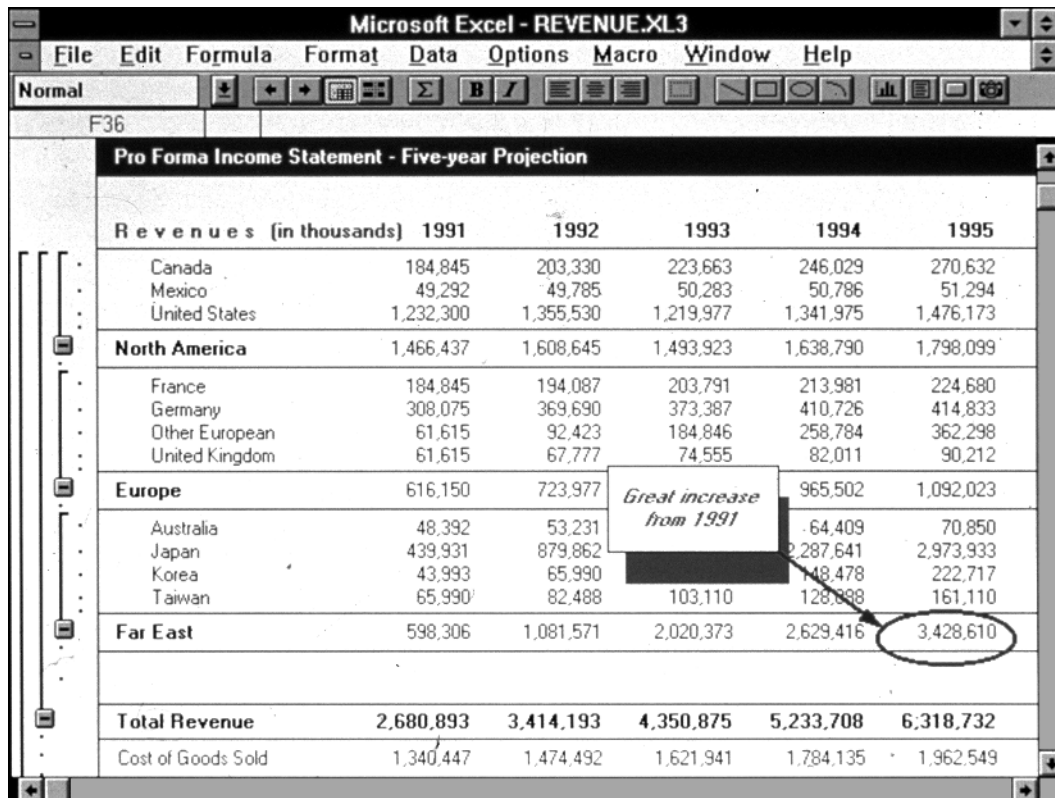 Microsoft Excel - REVENUE.XL3
File Edit Formula Format Data Options Macro Window Help
Normal Σ B I
F36
Pro Forma Income Statement - Five-year Projection
Revenues (in thousands) 1991 1992 1993 1994 1995
Canada 184,845 203,330 223,663 246,029 270,632
Mexico 49,292 49,785 50,283 50,786 51,294
United States 1,232,300 1,355,530 1,219,977 1,341,975 1,476,173
North America 1,466,437 1,608,645 1,493,923 1,638,790 1,798,099
France 184,845 194,087 203,791 213,981 224,680
Germany 308,075 369,690 373,387 410,726 414,833
Other European 61,615 92,423 184,846 258,784 362,298
United Kingdom 61,615 67,777 74,555 82,011 90,212
Europe 616,150 723,977 965,502 1,092,023
Great increase
from 1991
Australia 48,392 53,231 64,409 70,850
Japan 439,931 879,862 2,287,641 2,973,933
Korea 43,993 65,990 148,478 222,717
Taiwan 65,990 82,488 103,110 161,110
Far East 598,306 1,081,571 2,020,373 2,629,416 3,428,610
Total Revenue 2,680,893 3,414,193 4,350,875 5,233,708 6,318,732
Cost of Goods Sold 1,340,447 1,474,492 1,621,941 1,784,135 1,962,549